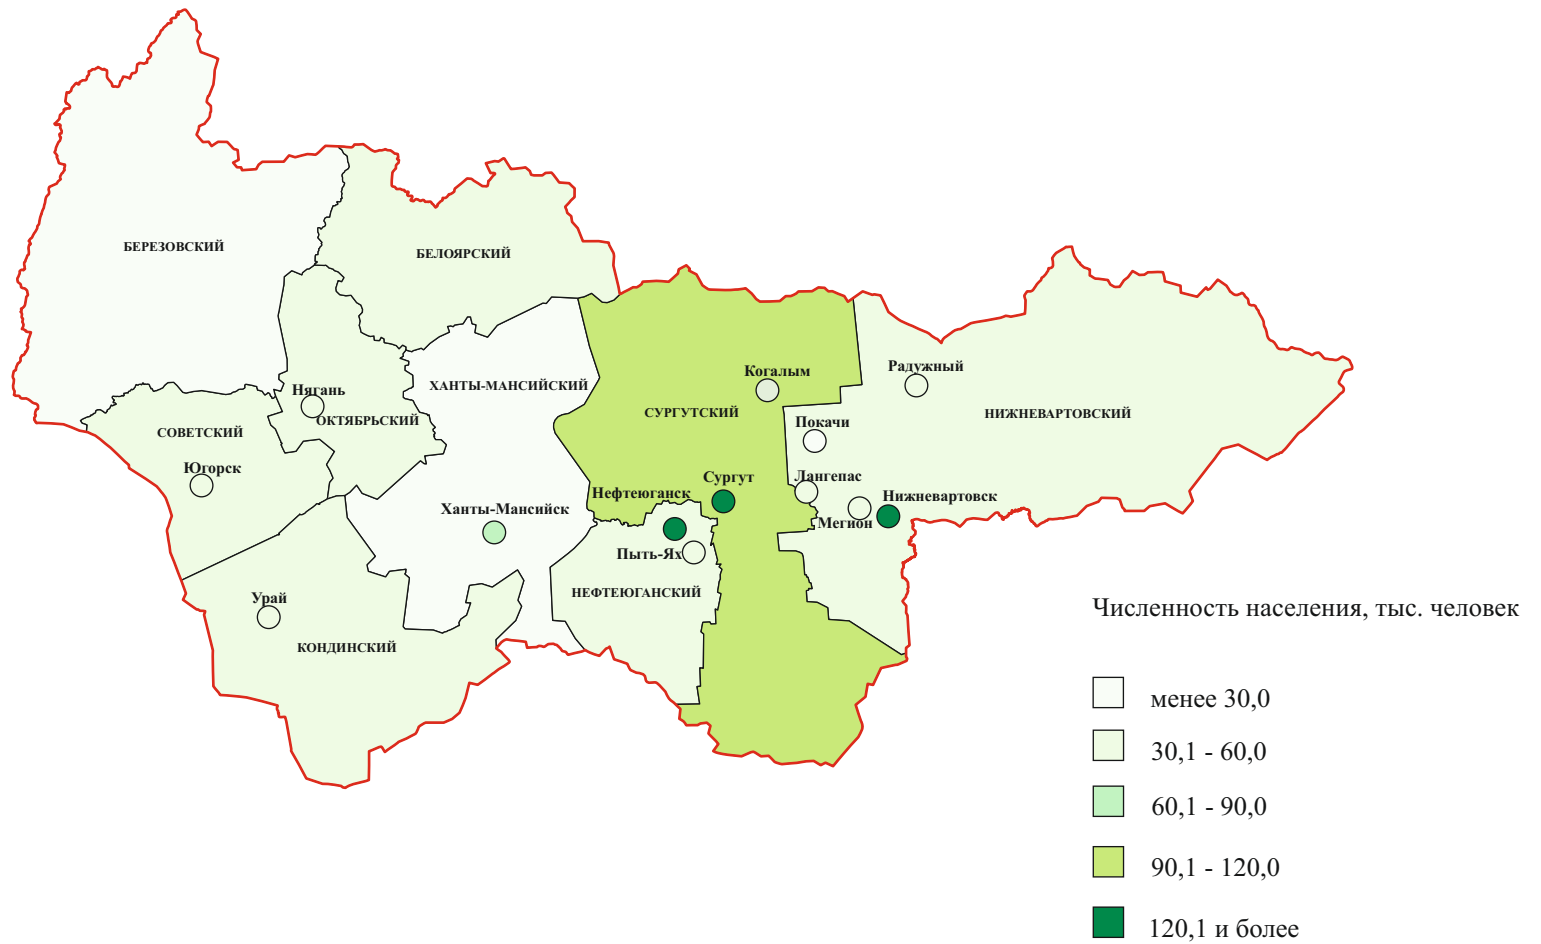 БЕРЕЗОВСКИЙ
БЕЛОЯРСКИЙ
Когалым
Радужный
ХАНТЫ-МАНСИЙСКИЙ
Нягань
СУРГУТСКИЙ
НИЖНЕВАРТОВСКИЙ
ОКТЯБРЬСКИЙ
Покачи
СОВЕТСКИЙ
Югорск
Лангепас
Сургут
Нефтеюганск
Нижневартовск
Ханты-Мансийск
Мегион
Пыть-Ях
НЕФТЕЮГАНСКИЙ
Урай
КОНДИНСКИЙ
Численность населения, тыс. человек
менее 30,0
30,1 - 60,0
60,1 - 90,0
90,1 - 120,0
120,1 и более